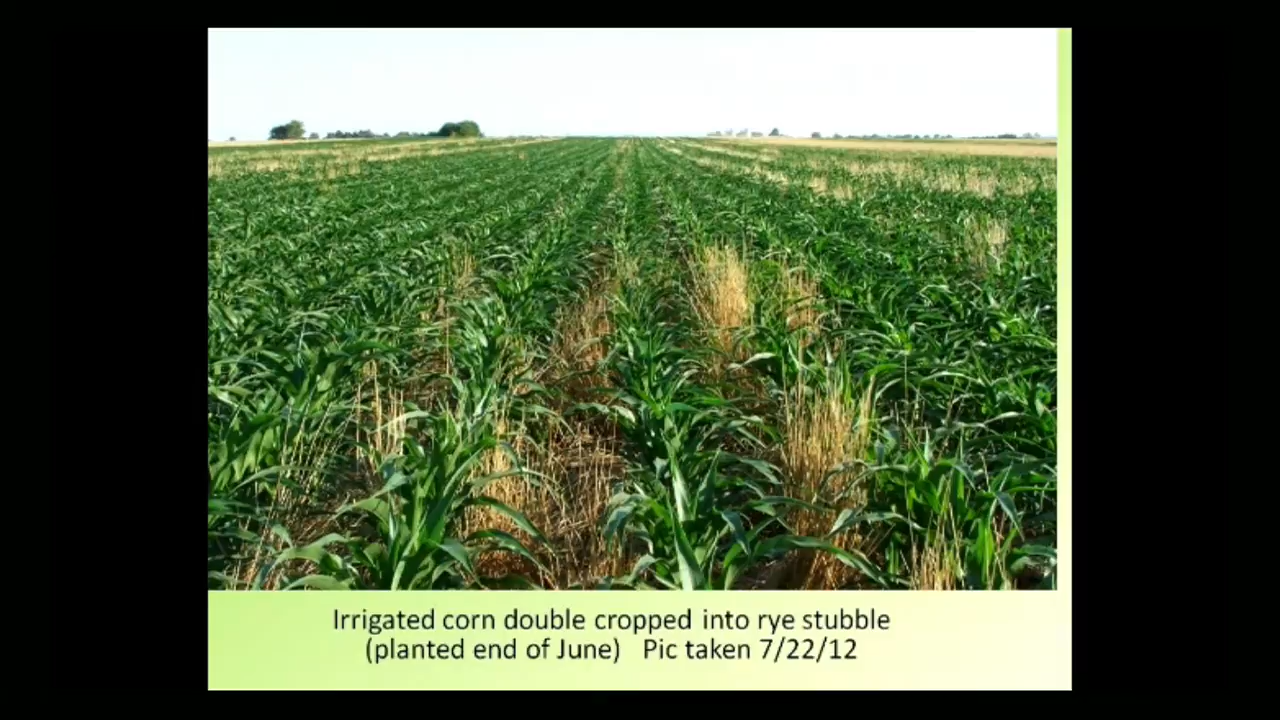 Irrigated corn double cropped into rye stubble
(planted end of June) Pic taken 7/22/12